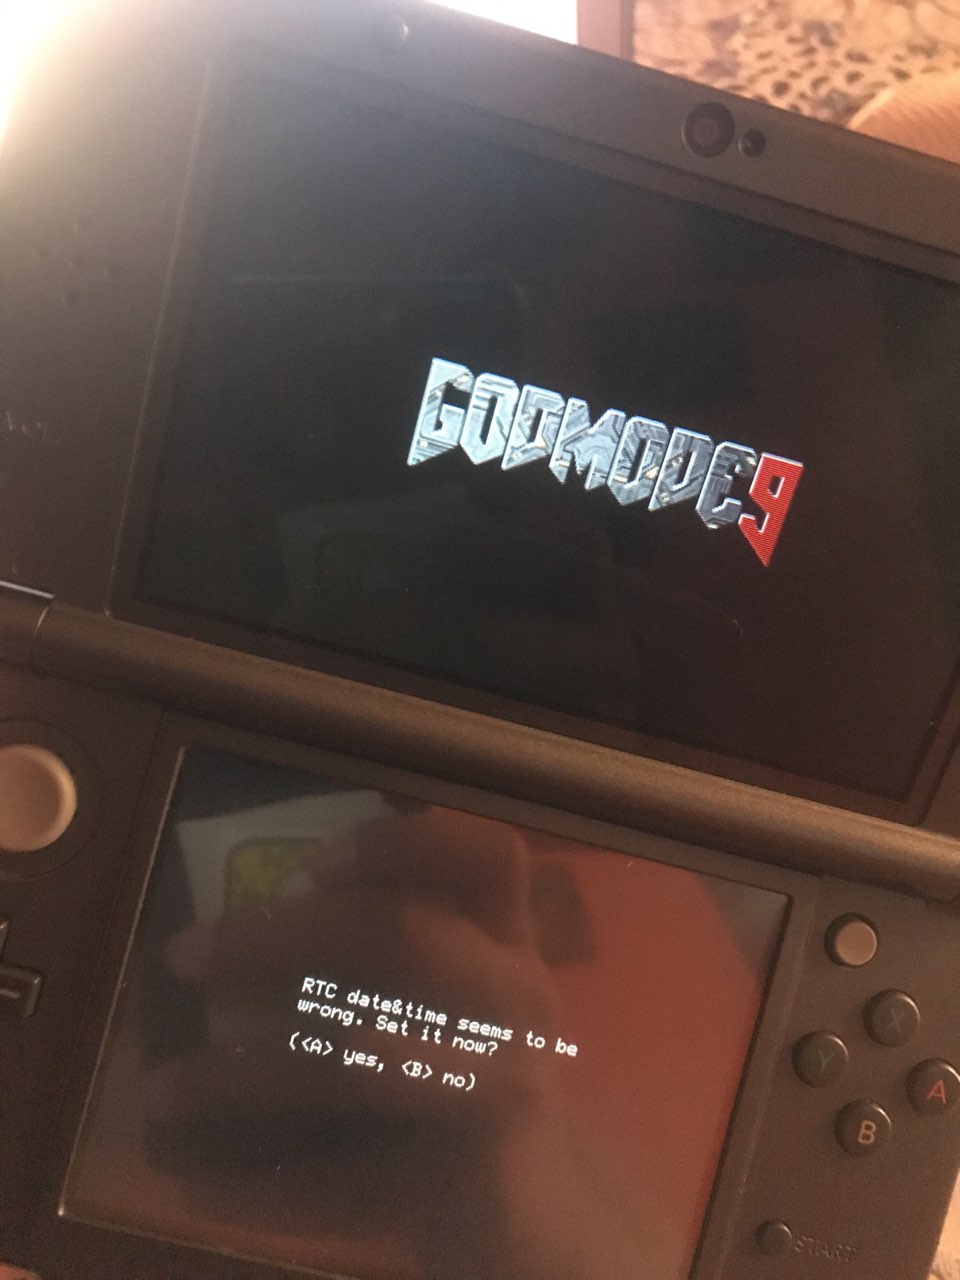 GODMODE9
RTC date&time seems to be
wrong. Set it now?
(<A> yes, <B> no)
X
Y
A
B
START